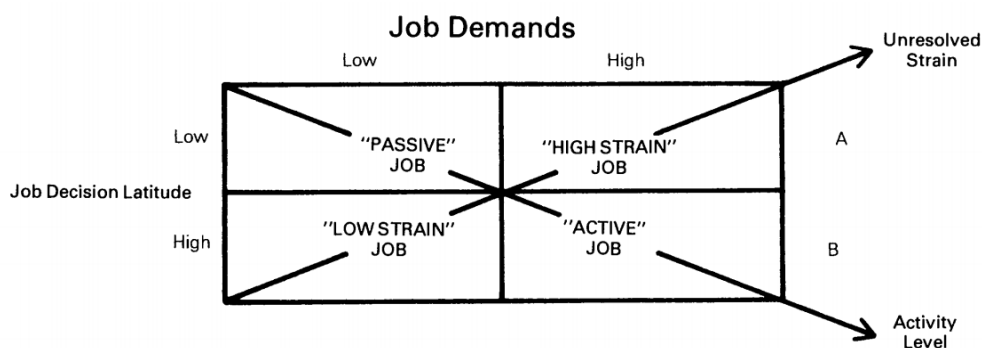 Job Demands
Low
High
Unresolved
Strain
Low
"PASSIVE"
JOB
"HIGH STRAIN"
JOB
A
Job Decision Latitude
High
"LOW STRAIN"
JOB
"ACTIVE"
JOB
B
Activity
Level